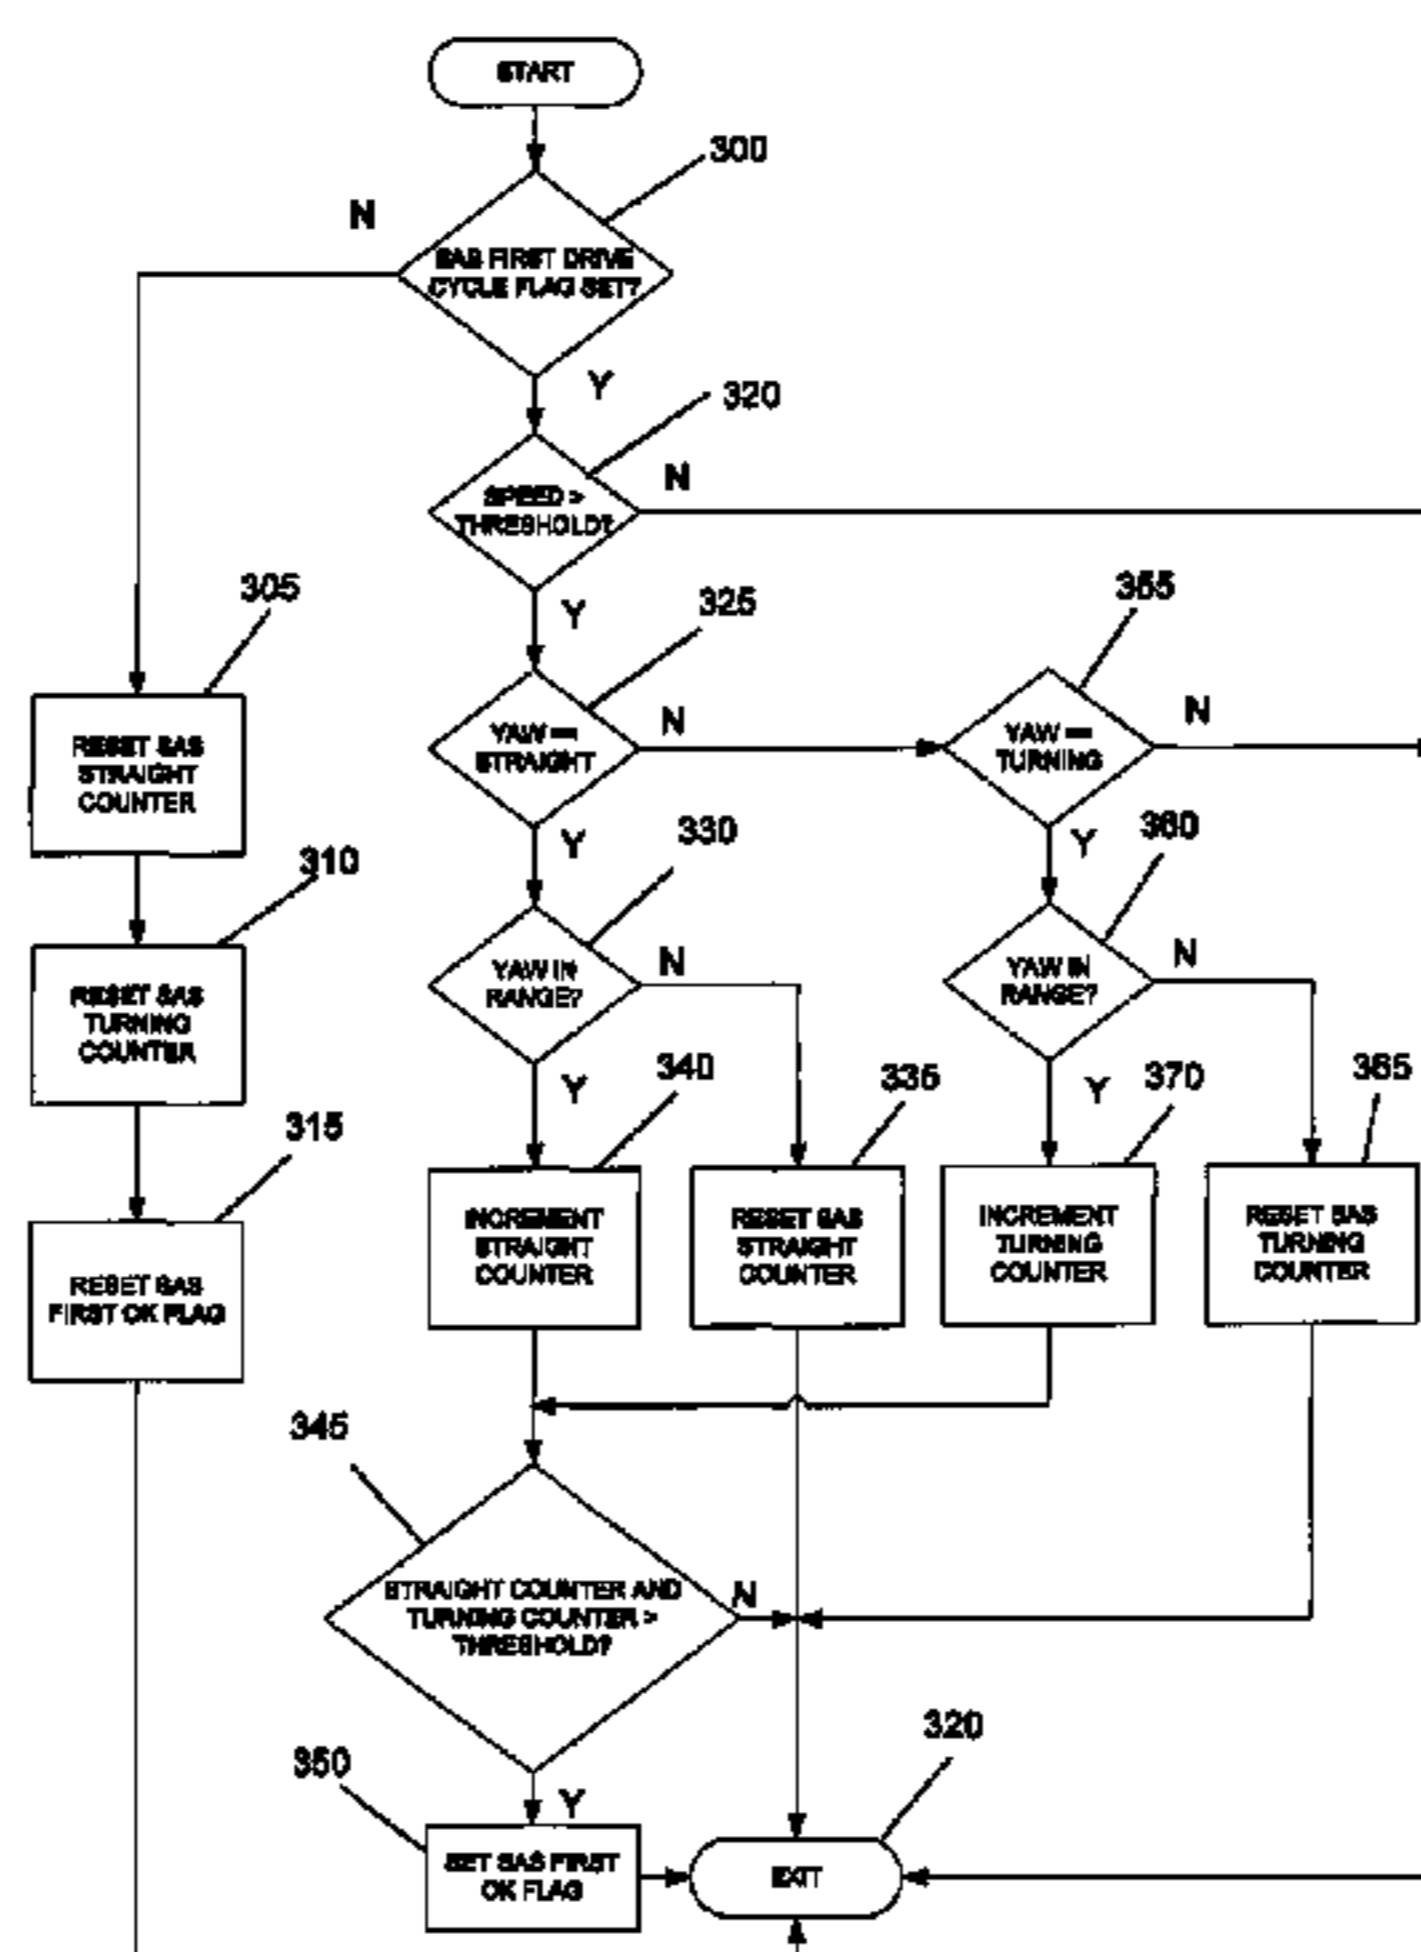 START
300
N
SAS FIRST DRIVE
CYCLE FLAG SET?
Y
320
SPEED >
THRESHOLD?
N
305
Y
325
355
RESET SAS
STRAIGHT
COUNTER
YAW ==
STRAIGHT
N
YAW ==
TURNING
N
310
Y
330
Y
360
RESET SAS
TURNING
COUNTER
YAW IN
RANGE?
N
YAW IN
RANGE?
N
315
Y
340
335
Y
370
365
RESET SAS
FIRST OK FLAG
INCREMENT
STRAIGHT
COUNTER
RESET SAS
STRAIGHT
COUNTER
INCREMENT
TURNING
COUNTER
RESET SAS
TURNING
COUNTER
345
STRAIGHT COUNTER AND
TURNING COUNTER >
THRESHOLD?
N
350
Y
320
SET SAS FIRST
OK FLAG
EXIT